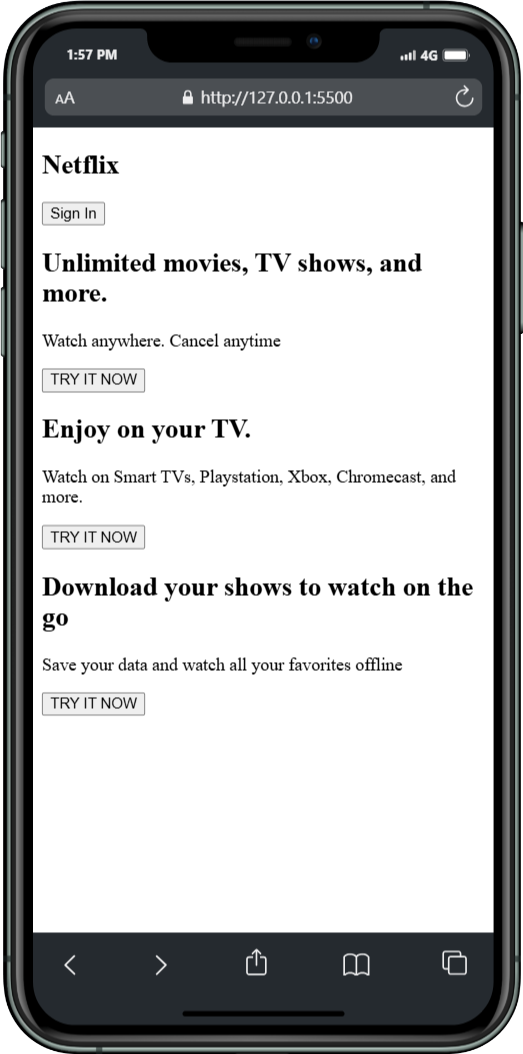 1:57 PM 4G
AA http://127.0.0.1:5500
Netflix
Sign In
Unlimited movies, TV shows, and
more.
Watch anywhere. Cancel anytime
TRY IT NOW
Enjoy on your TV.
Watch on Smart TVs, Playstation, Xbox, Chromecast, and
more.
TRY IT NOW
Download your shows to watch on the
go
Save your data and watch all your favorites offline
TRY IT NOW